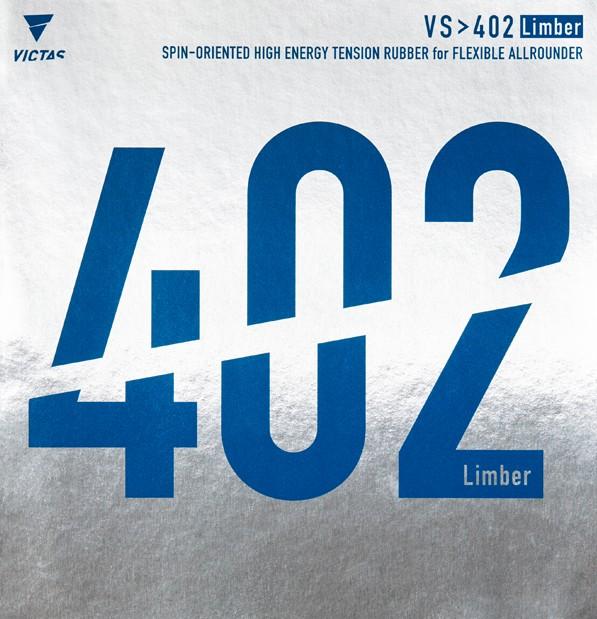 VICTAS
VS>402 Limber
SPIN-ORIENTED HIGH ENERGY TENSION RUBBER for FLEXIBLE ALLROUNDER
402
Limber